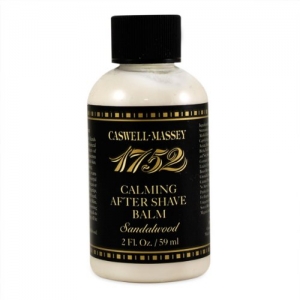 CASWELL-MASSEY
1752
CALMING
AFTER SHAVE
BALM
Sandalwood
2 Fl. Oz. / 59 ml